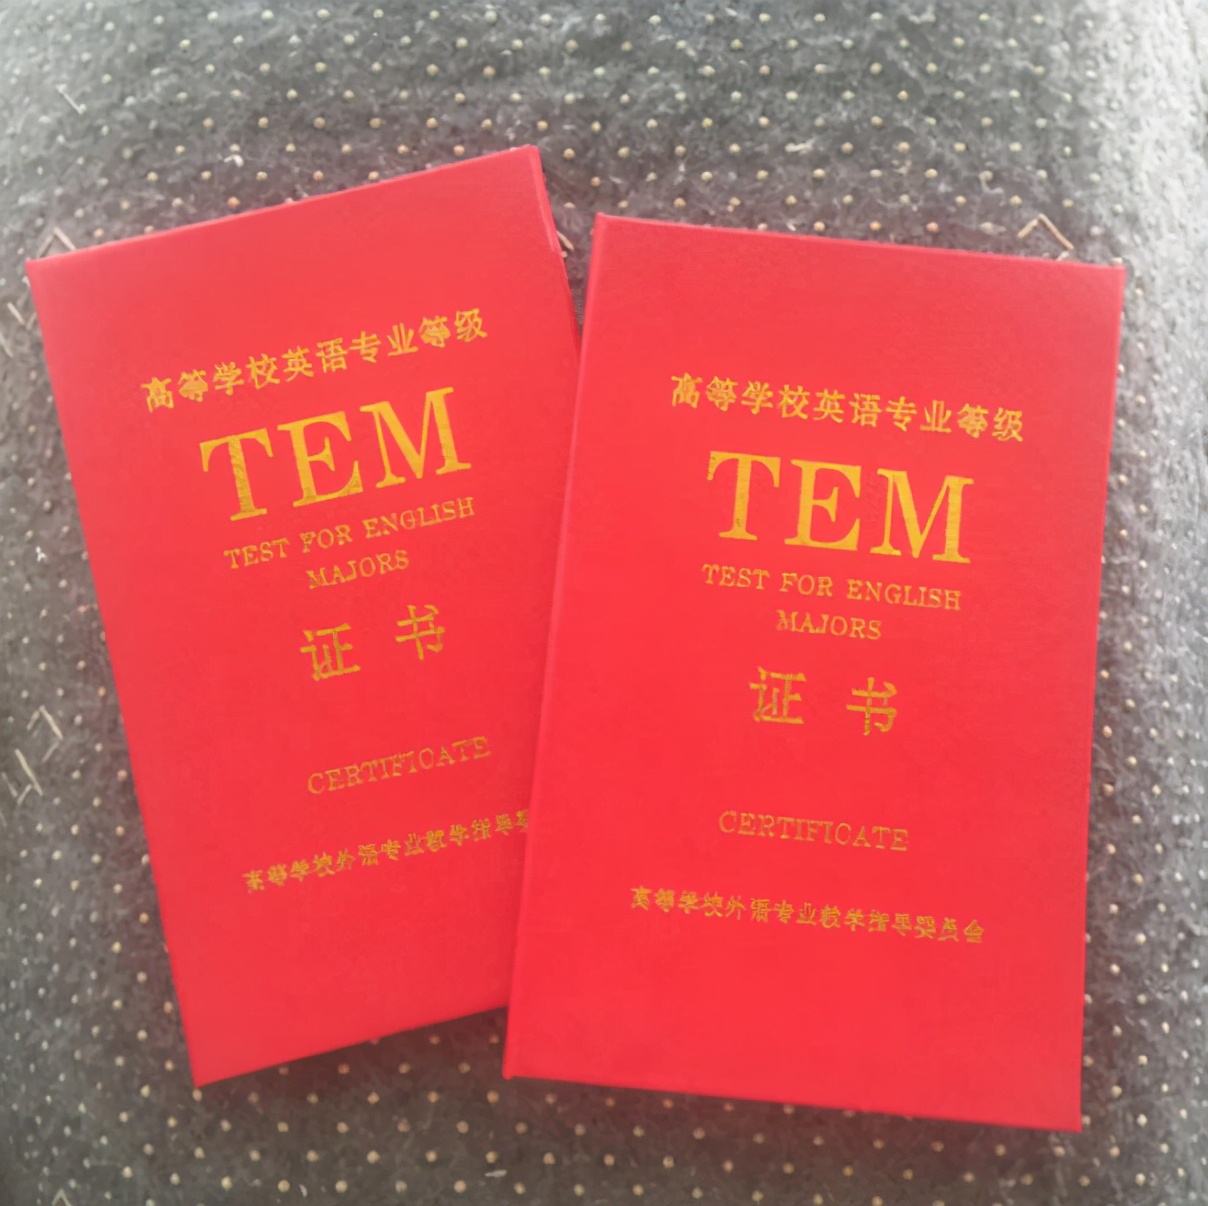 高等学校英语专业等级
TEM
TEST FOR ENGLISH
MAJORS
证 书
CERTIFICATE
高等学校外语专业教学指导委
高等学校英语专业等级
TEM
TEST FOR ENGLISH
MAJORS
证 书
CERTIFICATE
高等学校外语专业教学指导委员会